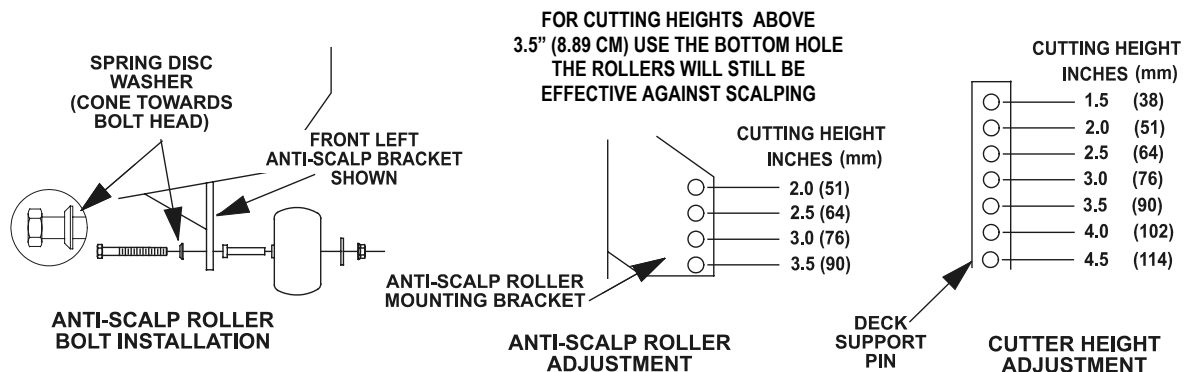 SPRING DISC
WASHER
(CONE TOWARDS
BOLT HEAD)
FRONT LEFT
ANTI-SCALP BRACKET
SHOWN
ANTI-SCALP ROLLER
BOLT INSTALLATION
FOR CUTTING HEIGHTS ABOVE
3.5” (8.89 CM) USE THE BOTTOM HOLE
THE ROLLERS WILL STILL BE
EFFECTIVE AGAINST SCALPING
CUTTING HEIGHT
INCHES (mm)
2.0 (51)
2.5 (64)
3.0 (76)
3.5 (90)
ANTI-SCALP ROLLER
MOUNTING BRACKET
ANTI-SCALP ROLLER
ADJUSTMENT
CUTTING HEIGHT
INCHES (mm)
1.5 (38)
2.0 (51)
2.5 (64)
3.0 (76)
3.5 (90)
4.0 (102)
4.5 (114)
DECK
SUPPORT
PIN
CUTTER HEIGHT
ADJUSTMENT